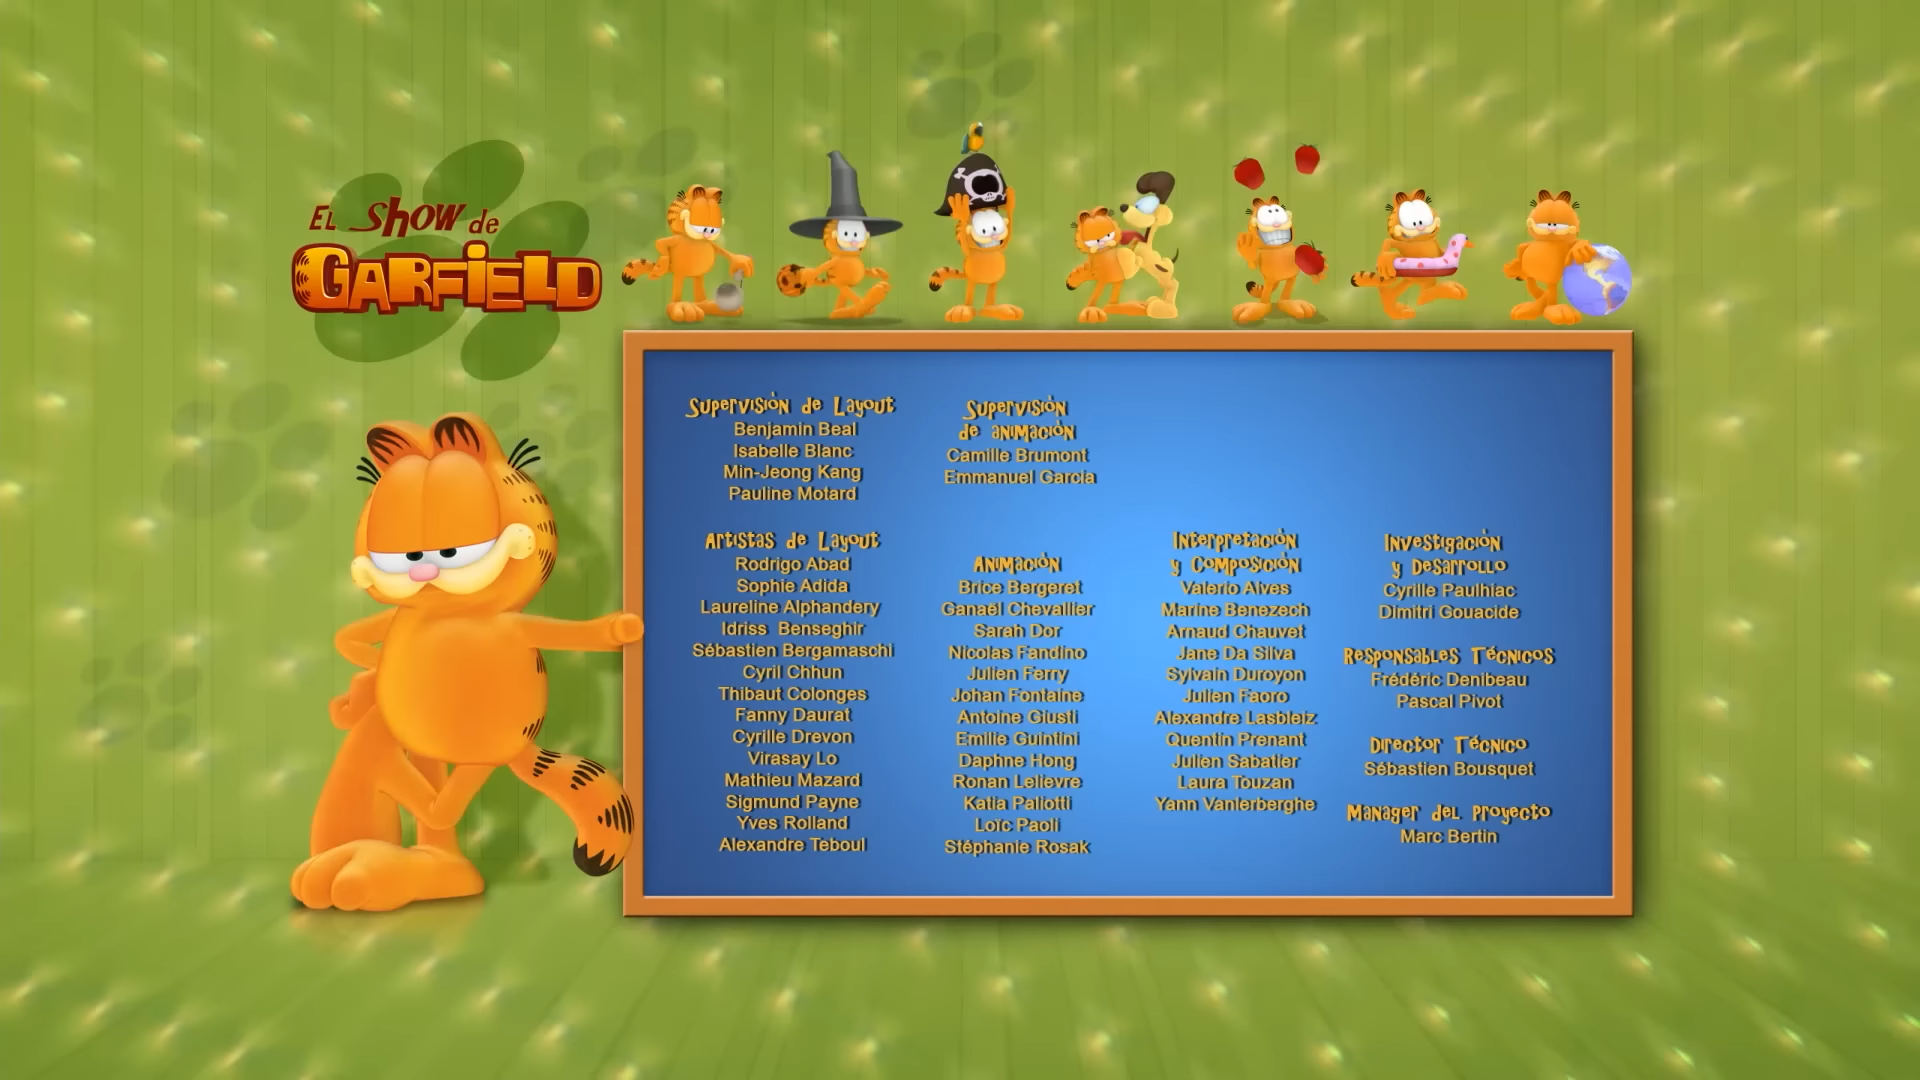 El Show de
GARFIELD
Supervisión de Layout
Benjamin Beal
Isabelle Blanc
Min-Jeong Kang
Pauline Motard
Artistas de Layout
Rodrigo Abad
Sophie Adida
Laureline Alphandery
Idriss Benseghir
Sébastien Bergamaschi
Cyril Chhun
Thibaut Colonges
Fanny Daurat
Cyrille Drevon
Virasay Lo
Mathieu Mazard
Sigmund Payne
Yves Rolland
Alexandre Teboul
Supervisión
de animación
Camille Brumont
Emmanuel Garcia
Animación
Brice Bergeret
Ganaël Chevallier
Sarah Dor
Nicolas Fandino
Julien Ferry
Johan Fontaine
Antoine Giusti
Emilie Guintini
Daphne Hong
Ronan Lelievre
Katia Paliotti
Loïc Paoli
Stéphanie Rosak
Interpretación
y Composición
Valerio Alves
Marine Benezech
Arnaud Chauvet
Jane Da Silva
Sylvain Duroyon
Julien Faoro
Alexandre Lasbleiz
Quentin Prenant
Julien Sabatier
Laura Touzan
Yann Vanierberghe
Investigación
y Desarrollo
Cyrille Paulhiac
Dimitri Gouacide
Responsables Técnicos
Frédéric Denibeau
Pascal Pivot
Director Técnico
Sébastien Bousquet
Manager del Proyecto
Marc Bertin